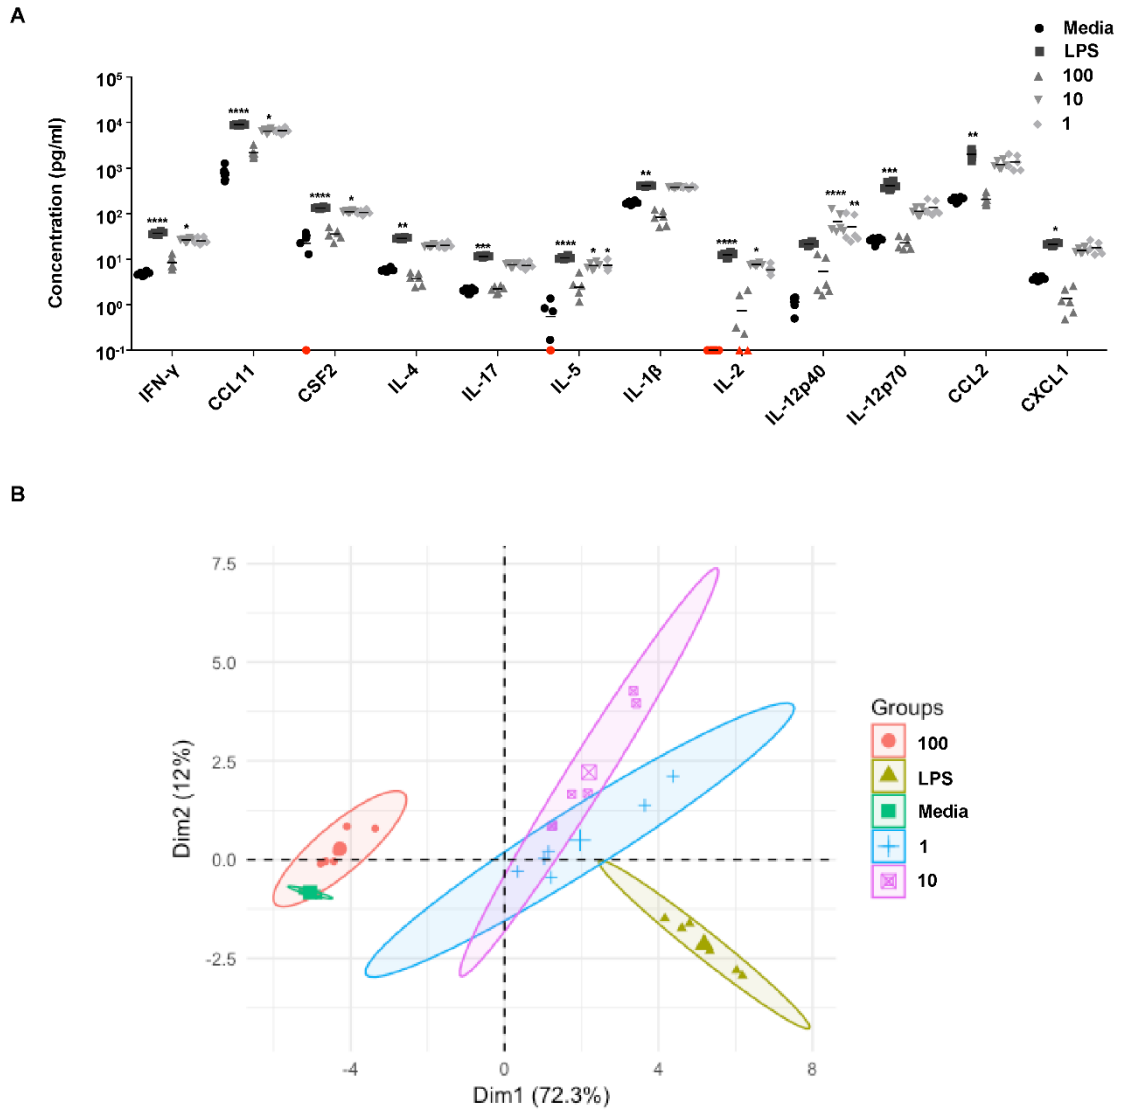 A
Media
LPS
100
10
1
Concentration (pg/ml)
10⁵
10⁴
10³
10²
10¹
10⁰
10⁻¹
**** *
**** *
**** *
**
***
**** * *
**
**** *
**** **
***
**
*
IFN-γ
CCL11
CSF2
IL-4
IL-17
IL-5
IL-1β
IL-2
IL-12p40
IL-12p70
CCL2
CXCL1
B
Dim2 (12%)
7.5
5.0
2.5
0.0
-2.5
-4 0 4 8
Dim1 (72.3%)
Groups
100
LPS
Media
1
10